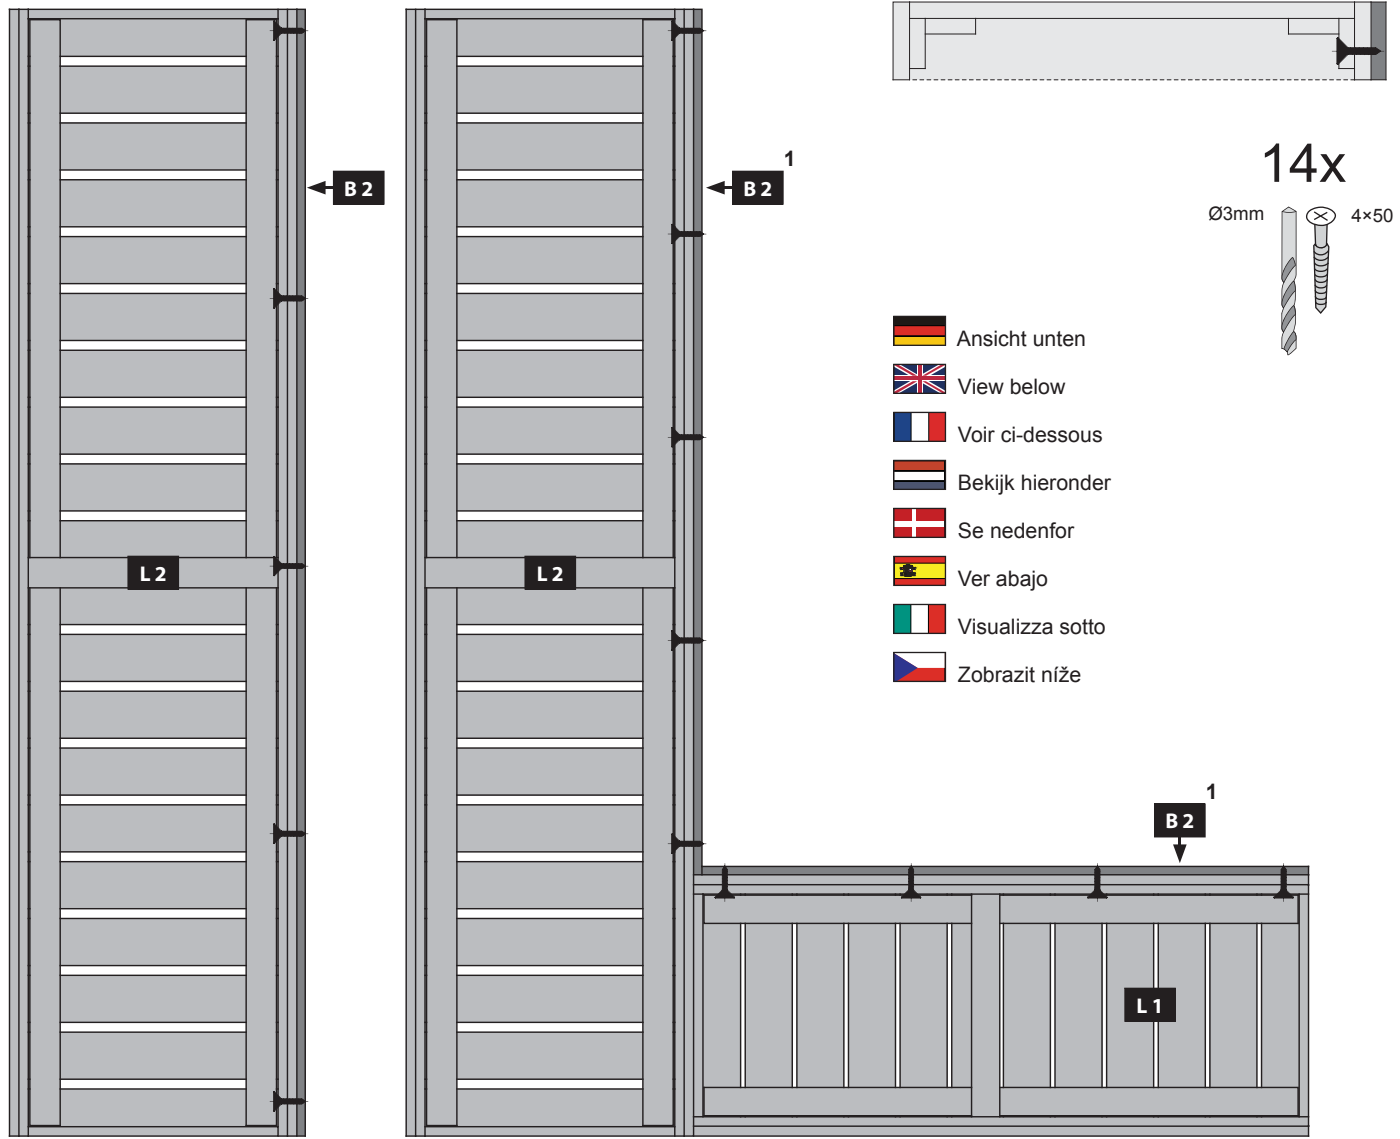 1
B 2
B 2
14x
Ø3mm
4×50
Ansicht unten
View below
Voir ci-dessous
Bekijk hieronder
Se nedenfor
Ver abajo
Visualizza sotto
Zobrazit níže
L 2
L 2
1
B 2
L 1